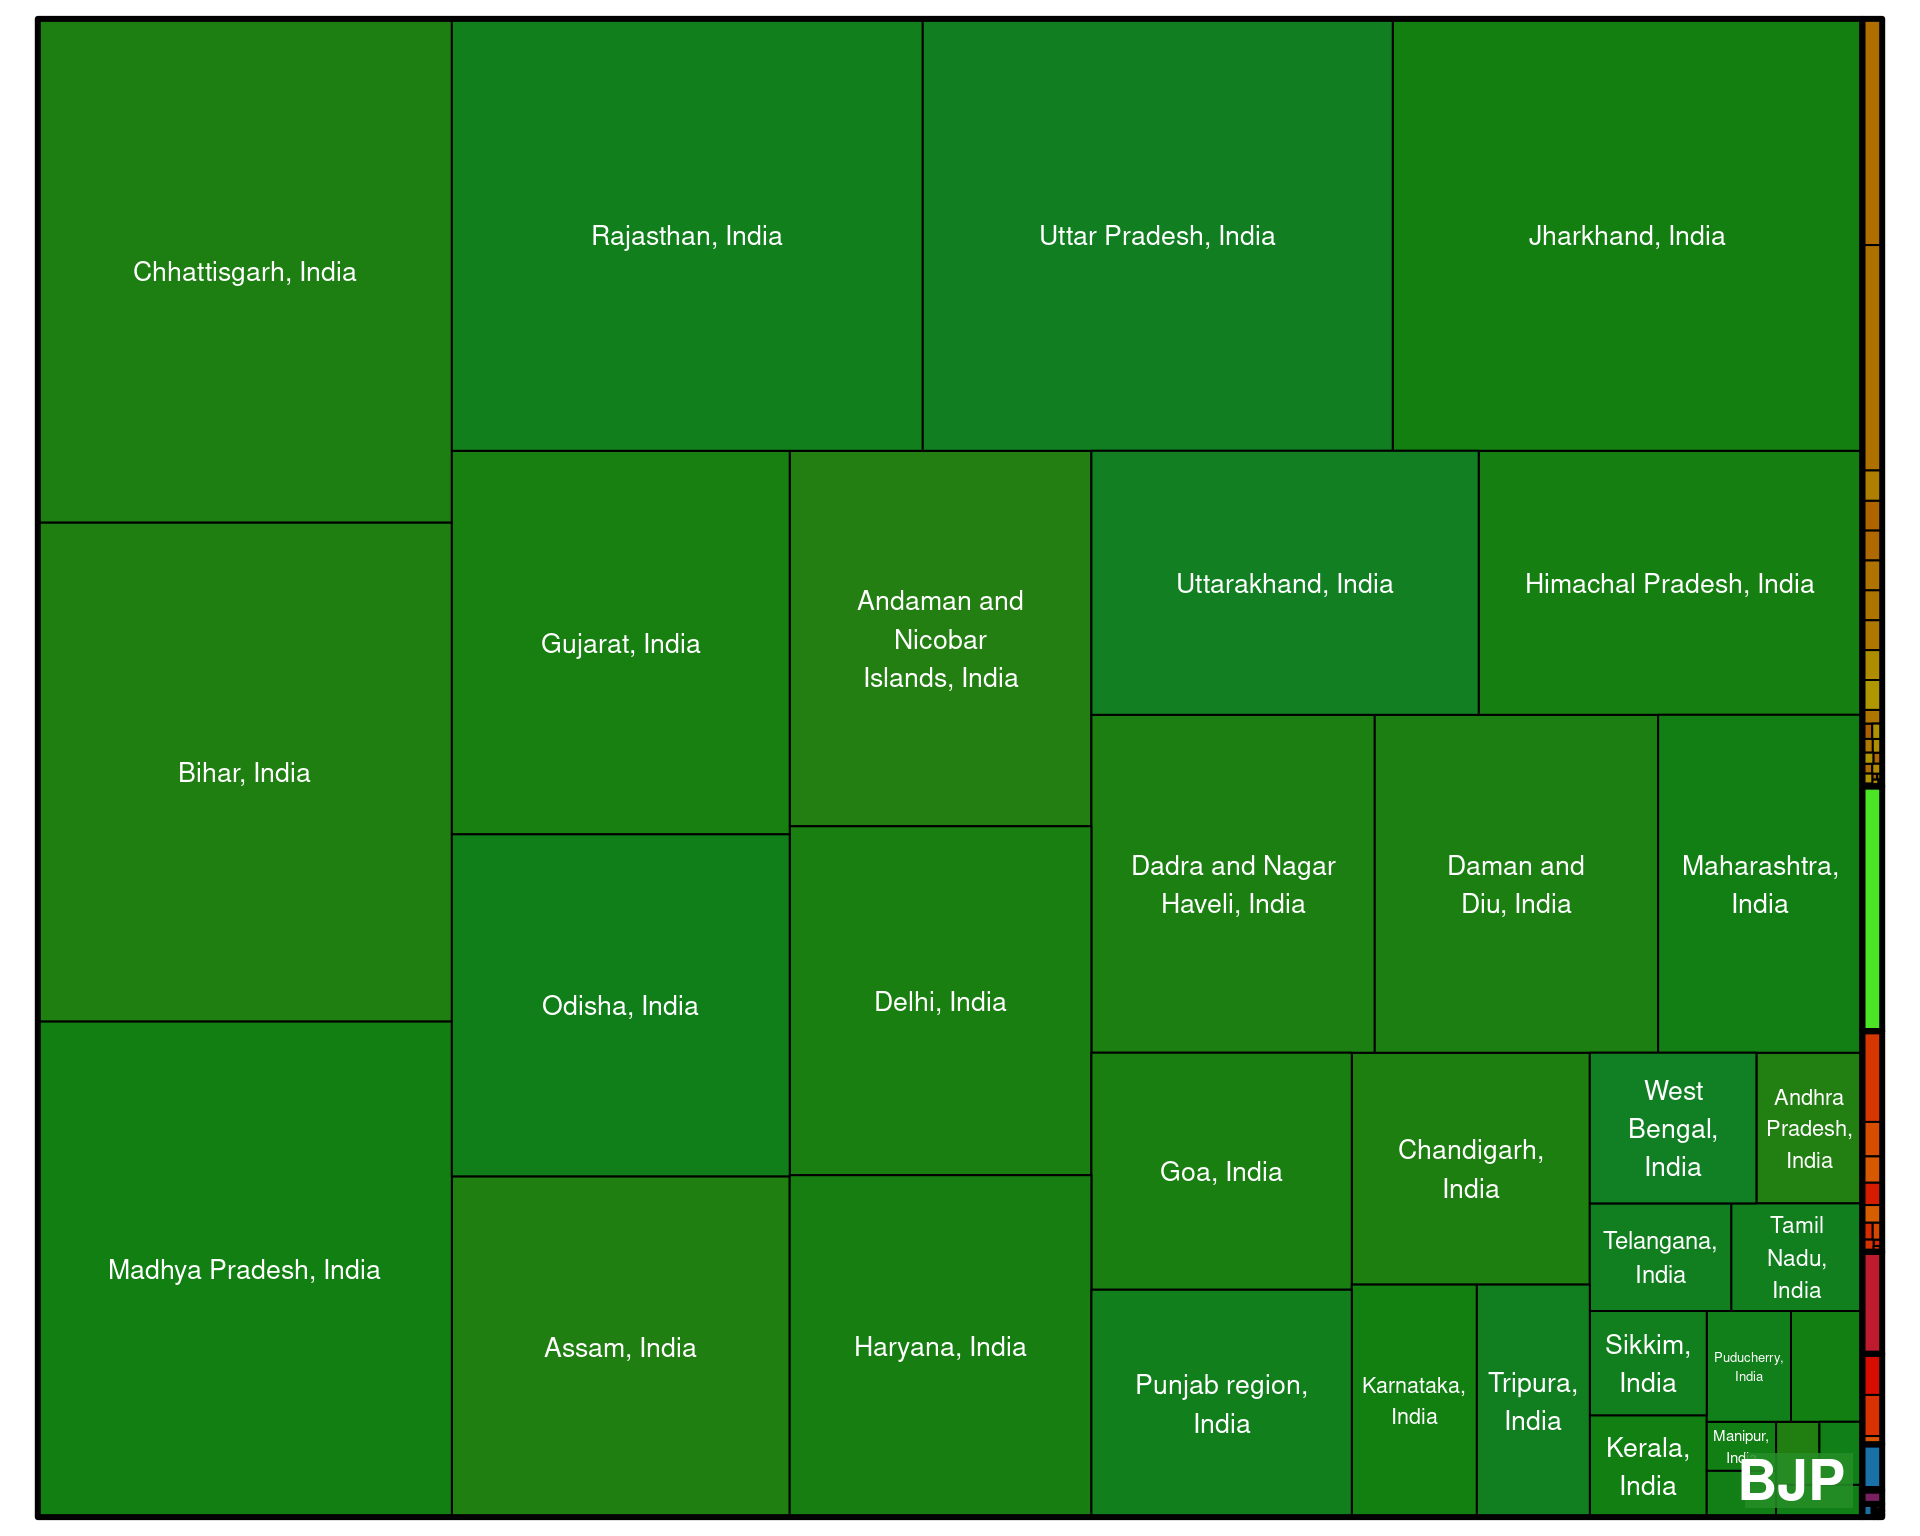 Chhattisgarh, India
Rajasthan, India
Uttar Pradesh, India
Jharkhand, India
Bihar, India
Gujarat, India
Andaman and
Nicobar
Islands, India
Uttarakhand, India
Himachal Pradesh, India
Odisha, India
Delhi, India
Dadra and Nagar
Haveli, India
Daman and
Diu, India
Maharashtra,
India
Madhya Pradesh, India
Assam, India
Haryana, India
Goa, India
Chandigarh,
India
West
Bengal,
India
Andhra
Pradesh,
India
Telangana,
India
Tamil
Nadu,
India
Punjab region,
India
Karnataka,
India
Tripura,
India
Sikkim,
India
Puducherry,
India
Kerala,
India
Manipur,
India
BJP